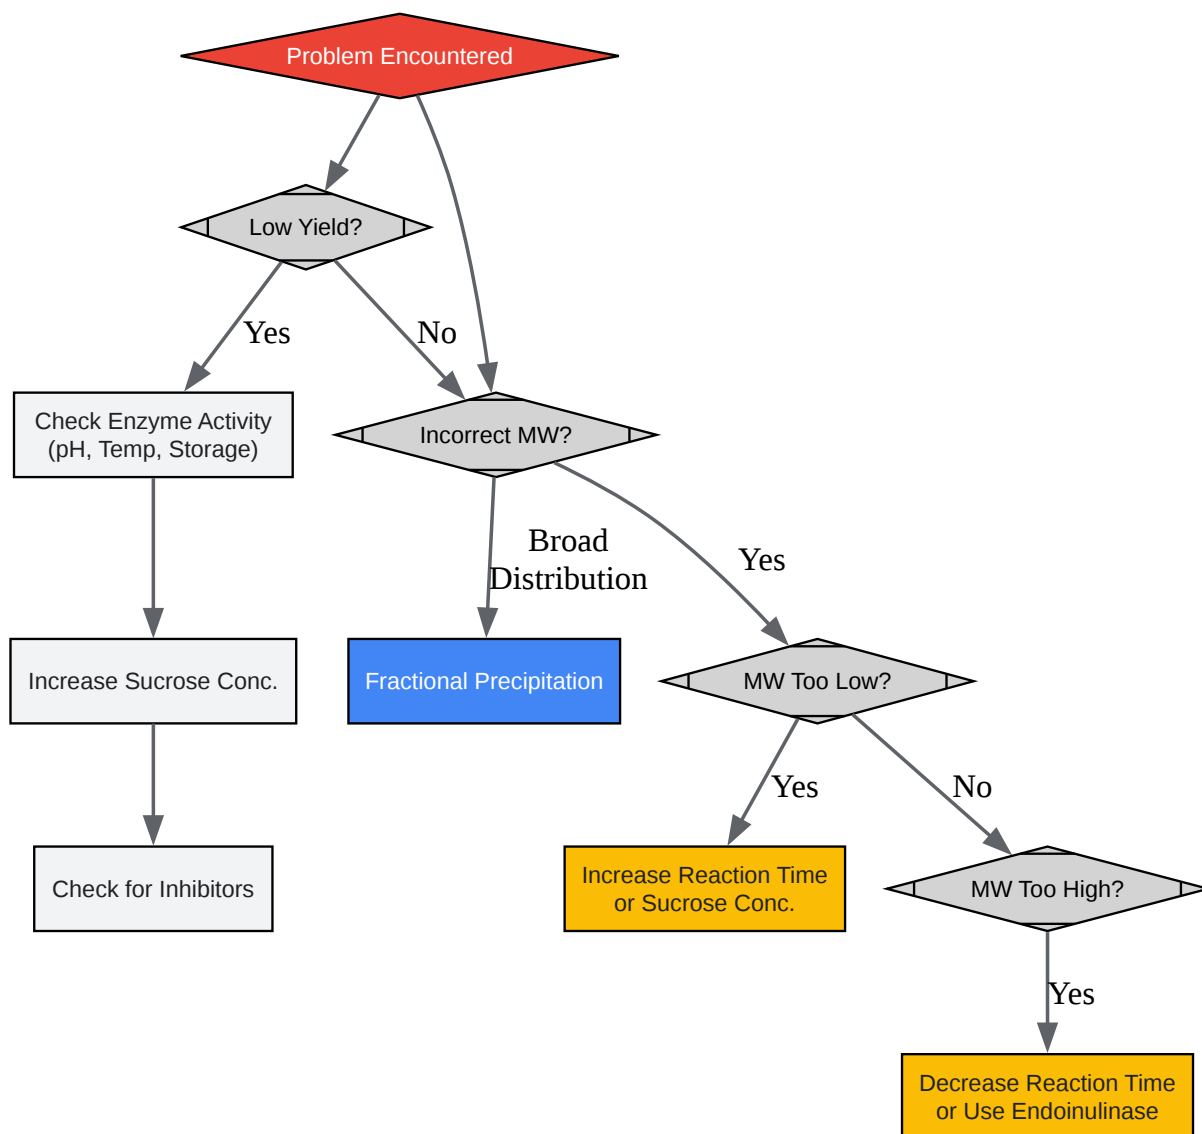 Problem Encountered
Low Yield?
Yes
No
Check Enzyme Activity
(pH, Temp, Storage)
Incorrect MW?
Broad
Distribution
Yes
Increase Sucrose Conc.
Fractional Precipitation
MW Too Low?
Yes
No
Check for Inhibitors
Increase Reaction Time
or Sucrose Conc.
MW Too High?
Yes
Decrease Reaction Time
or Use Endoinulinase